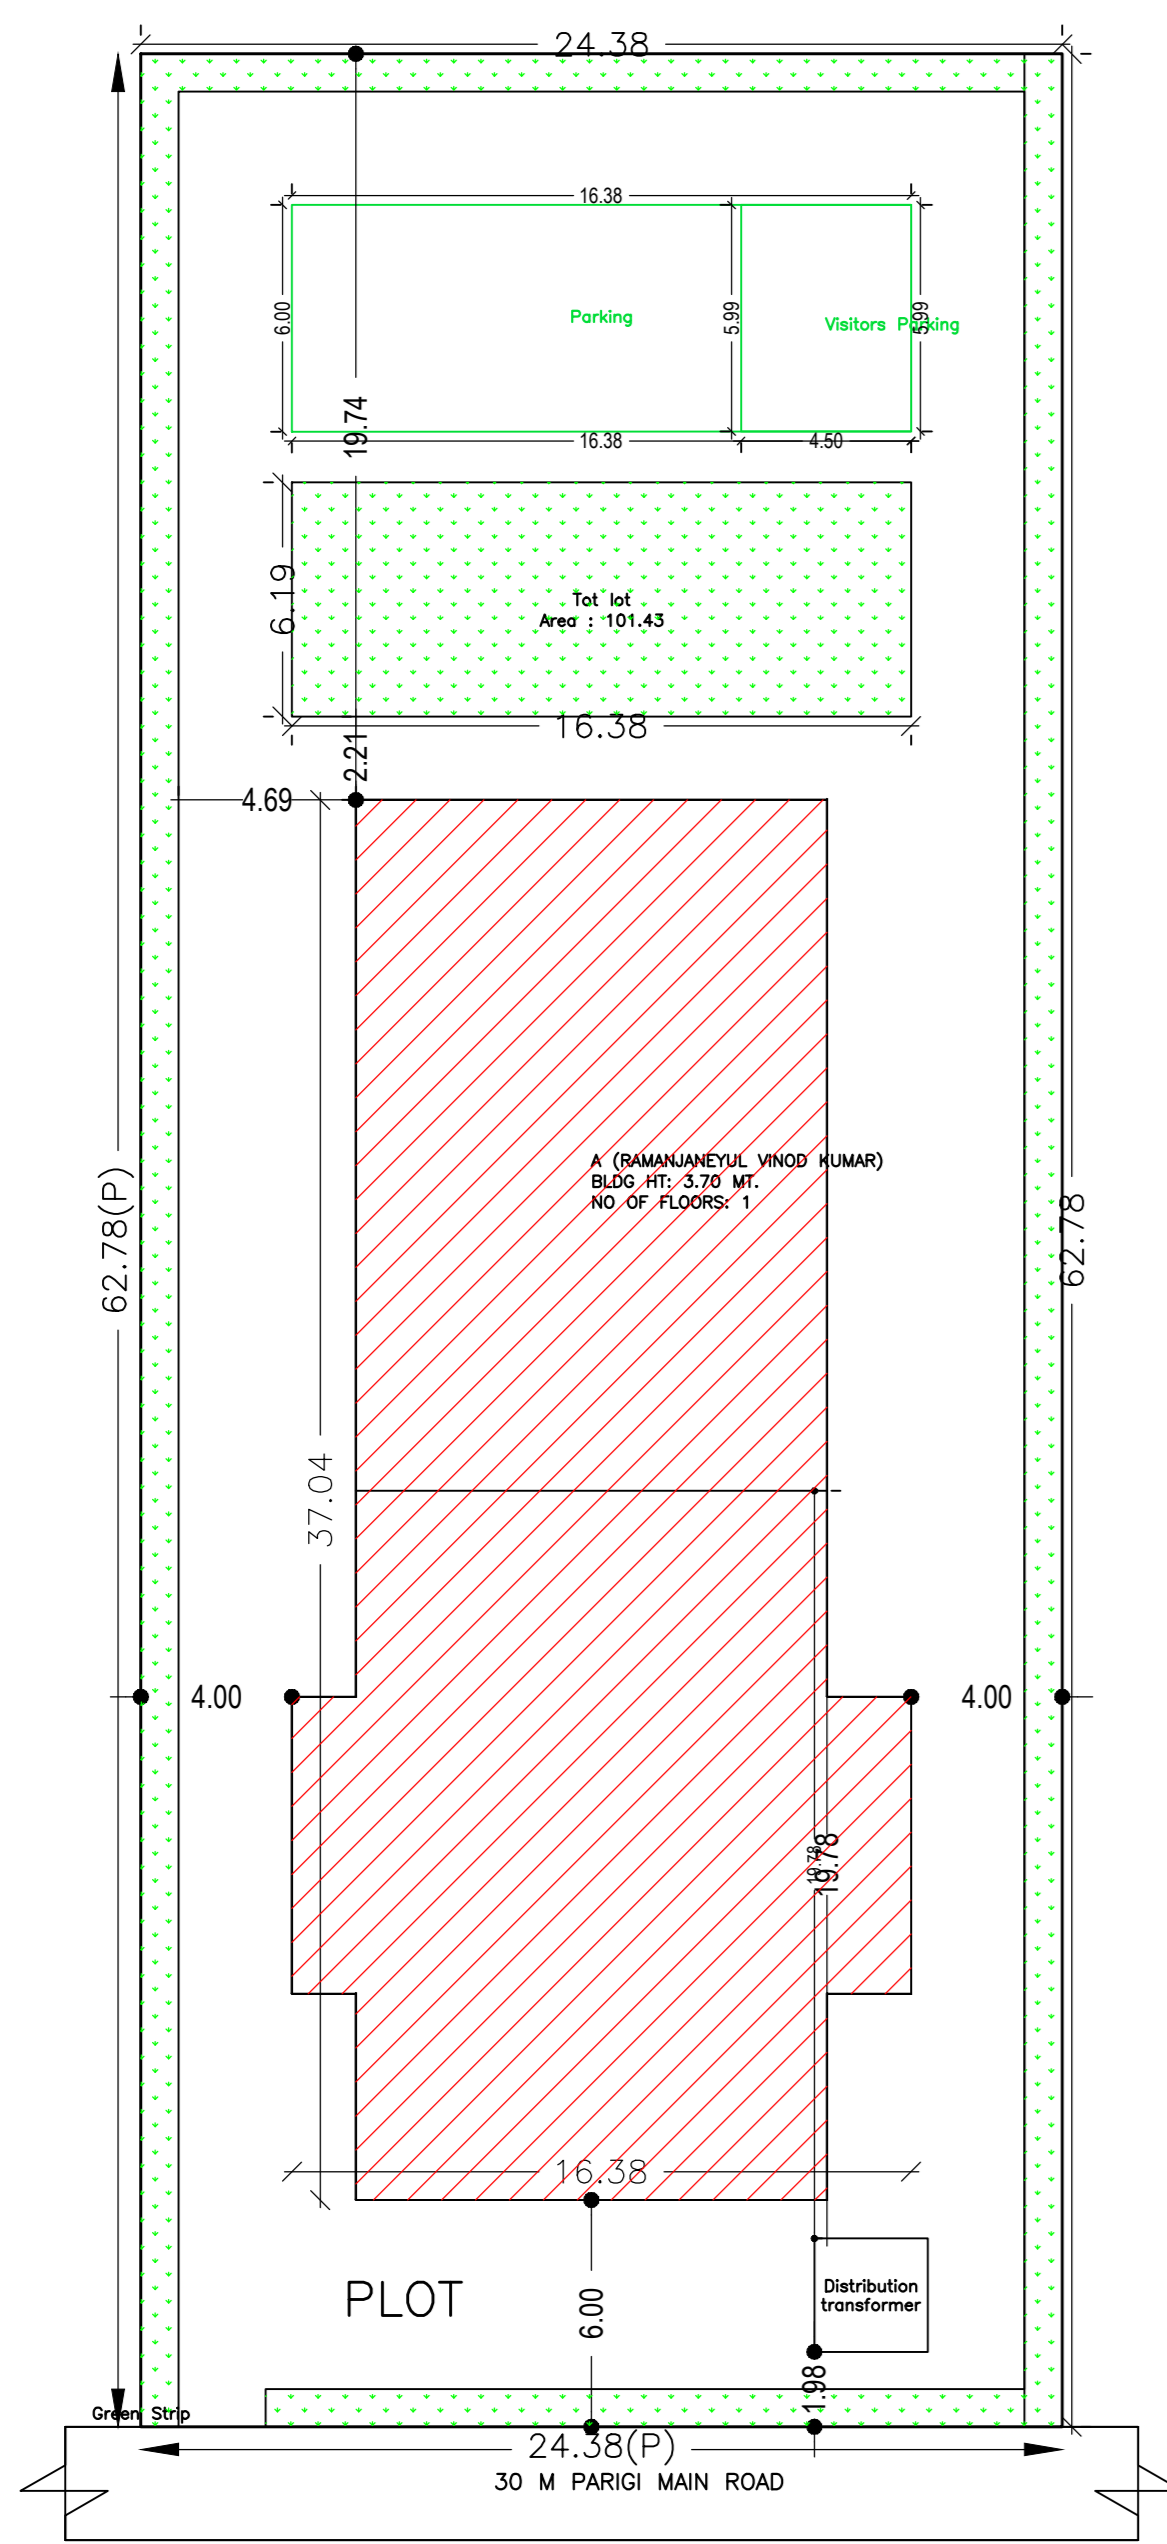 24.38
16.38
6.00
Parking
5.99
Visitors Parking
5.99
19.74
16.38
4.50
6.19
Tot lot
Area : 101.43
16.38
2.21
4.69
A (RAMANJANEYUL VINOD KUMAR)
BLDG HT: 3.70 MT.
NO OF FLOORS: 1
62.78(P)
62.78
37.04
4.00
4.00
19.78
19.78
16.38
PLOT
6.00
Distribution
transformer
1.98
Green Strip
24.38(P)
30 M PARIGI MAIN ROAD